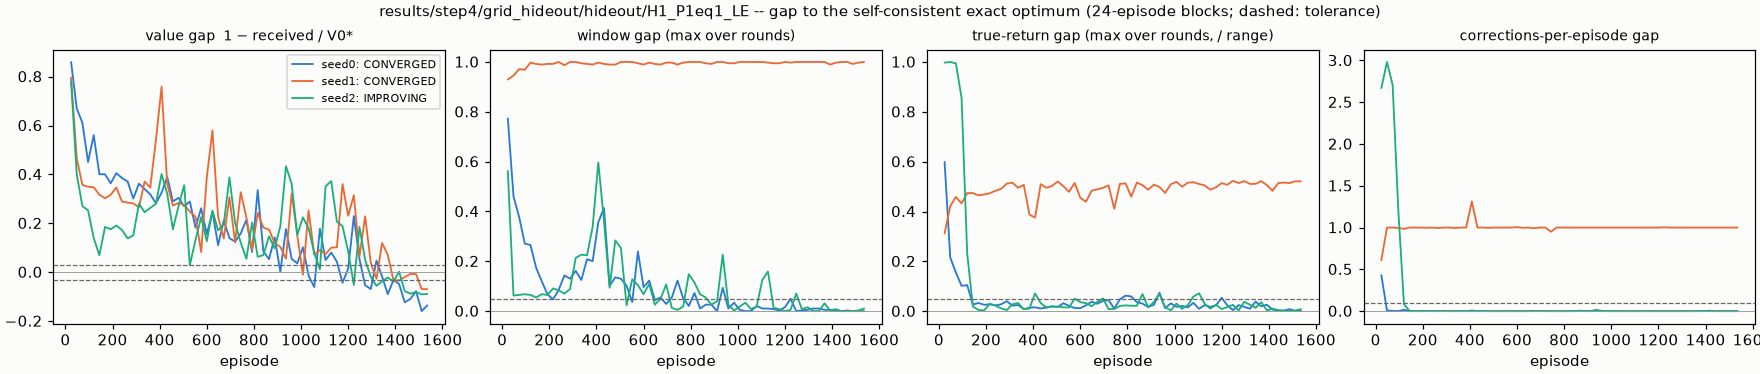 results/step4/grid_hideout/hideout/H1_P1eq1_LE -- gap to the self-consistent exact optimum (24-episode blocks; dashed: tolerance)
value gap 1 − received / V0*
seed0: CONVERGED
seed1: CONVERGED
seed2: IMPROVING
0.8
0.6
0.4
0.2
0.0
−0.2
0 200 400 600 800 1000 1200 1400 1600
episode
window gap (max over rounds)
1.0
0.8
0.6
0.4
0.2
0.0
0 200 400 600 800 1000 1200 1400 1600
episode
true-return gap (max over rounds, / range)
1.0
0.8
0.6
0.4
0.2
0.0
0 200 400 600 800 1000 1200 1400 1600
episode
corrections-per-episode gap
3.0
2.5
2.0
1.5
1.0
0.5
0.0
0 200 400 600 800 1000 1200 1400
episode